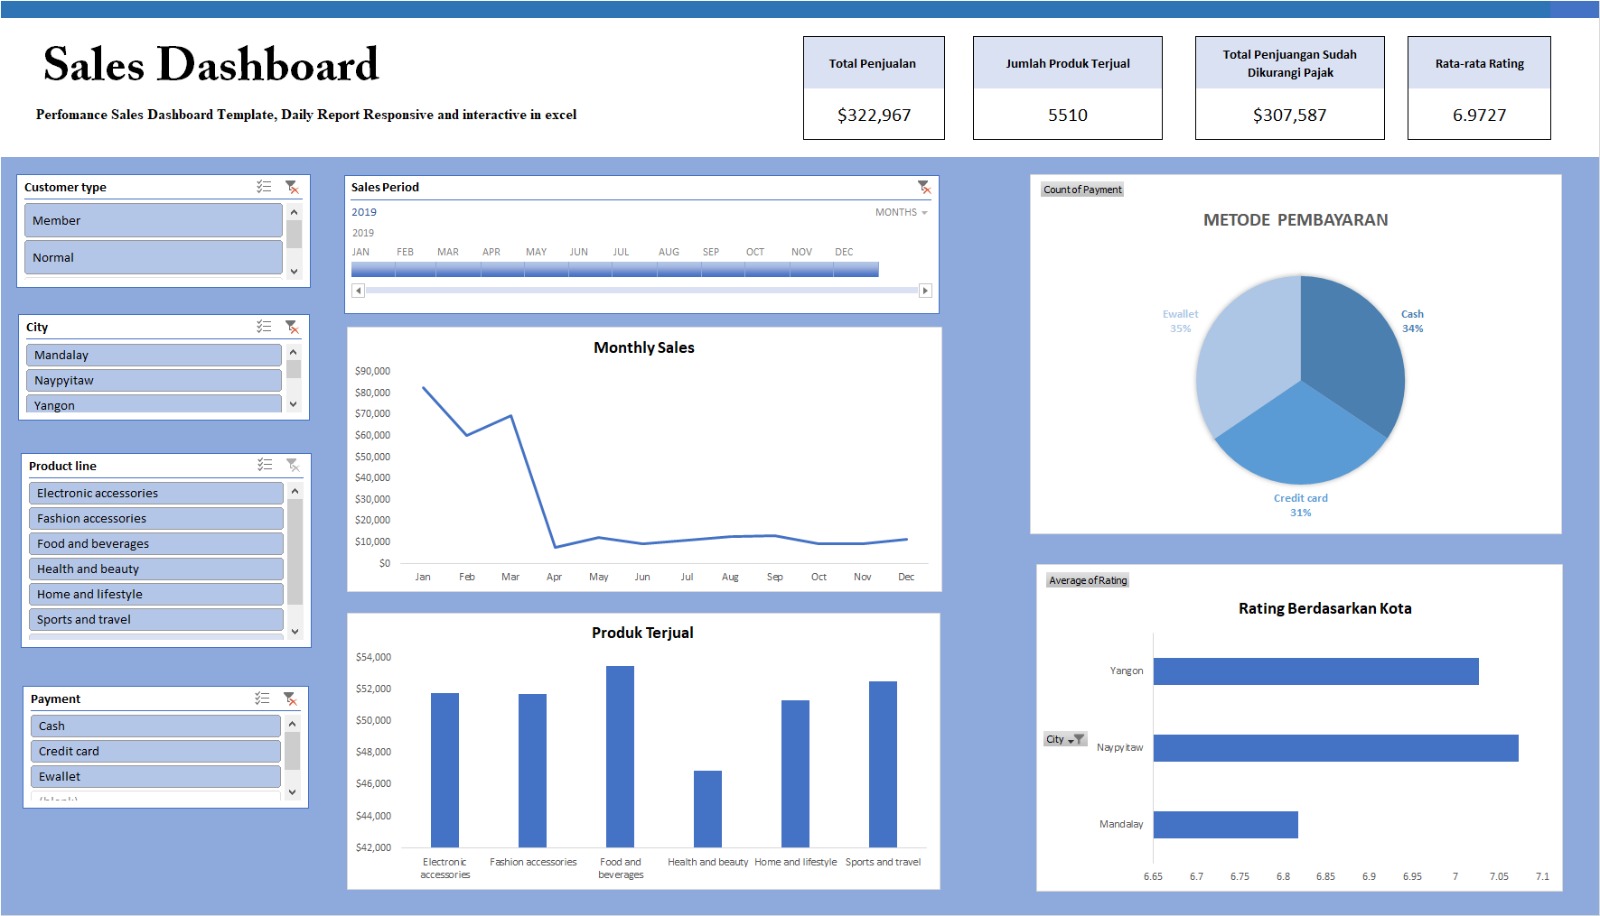 Sales Dashboard
Perfomance Sales Dashboard Template, Daily Report Responsive and interactive in excel
Total Penjualan
$322,967
Jumlah Produk Terjual
5510
Total Penjuangan Sudah
Dikurangi Pajak
$307,587
Rata-rata Rating
6.9727
Customer type
Member
Normal
City
Mandalay
Naypyitaw
Yangon
Product line
Electronic accessories
Fashion accessories
Food and beverages
Health and beauty
Home and lifestyle
Sports and travel
Payment
Cash
Credit card
Ewallet
(blank)
Sales Period
2019
MONTHS
2019
JAN FEB MAR APR MAY JUN JUL AUG SEP OCT NOV DEC
Monthly Sales
$90,000
$80,000
$70,000
$60,000
$50,000
$40,000
$30,000
$20,000
$10,000
$0
Jan Feb Mar Apr May Jun Jul Aug Sep Oct Nov Dec
Produk Terjual
$54,000
$52,000
$50,000
$48,000
$46,000
$44,000
$42,000
Electronic
accessories
Fashion accessories
Food and
beverages
Health and beauty
Home and lifestyle
Sports and travel
Count of Payment
METODE PEMBAYARAN
Ewallet
35%
Cash
34%
Credit card
31%
Average of Rating
Rating Berdasarkan Kota
Yangon
City
Naypyitaw
Mandalay
6.65 6.7 6.75 6.8 6.85 6.9 6.95 7 7.05 7.1